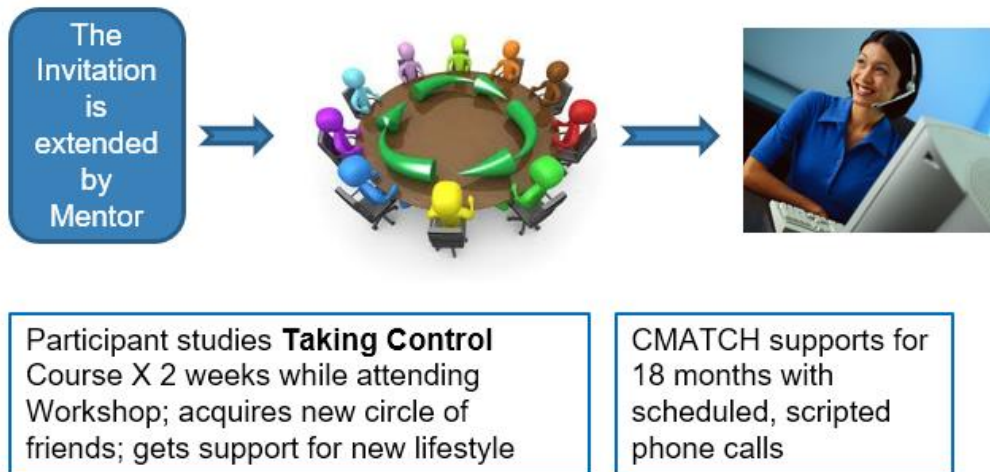 The
Invitation
is
extended
by
Mentor
Participant studies Taking Control
Course X 2 weeks while attending
Workshop; acquires new circle of
friends; gets support for new lifestyle
CMATCH supports for
18 months with
scheduled, scripted
phone calls